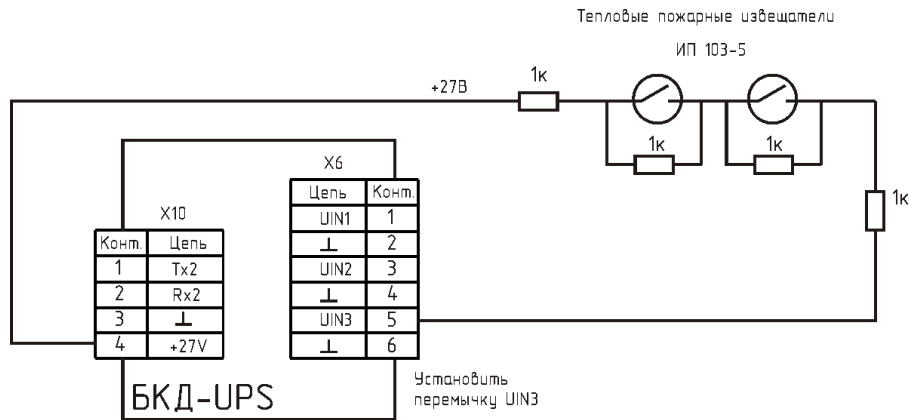 Тепловые пожарные извещатели
ИП 103-5
+27В
1к
1к
1к
1к
X6
Цепь Конт.
UIN1 1
⊥ 2
UIN2 3
⊥ 4
UIN3 5
⊥ 6
X10
Конт. Цепь
1 Tx2
2 Rx2
3 ⊥
4 +27V
БКД-UPS
Установить
перемычку UIN3